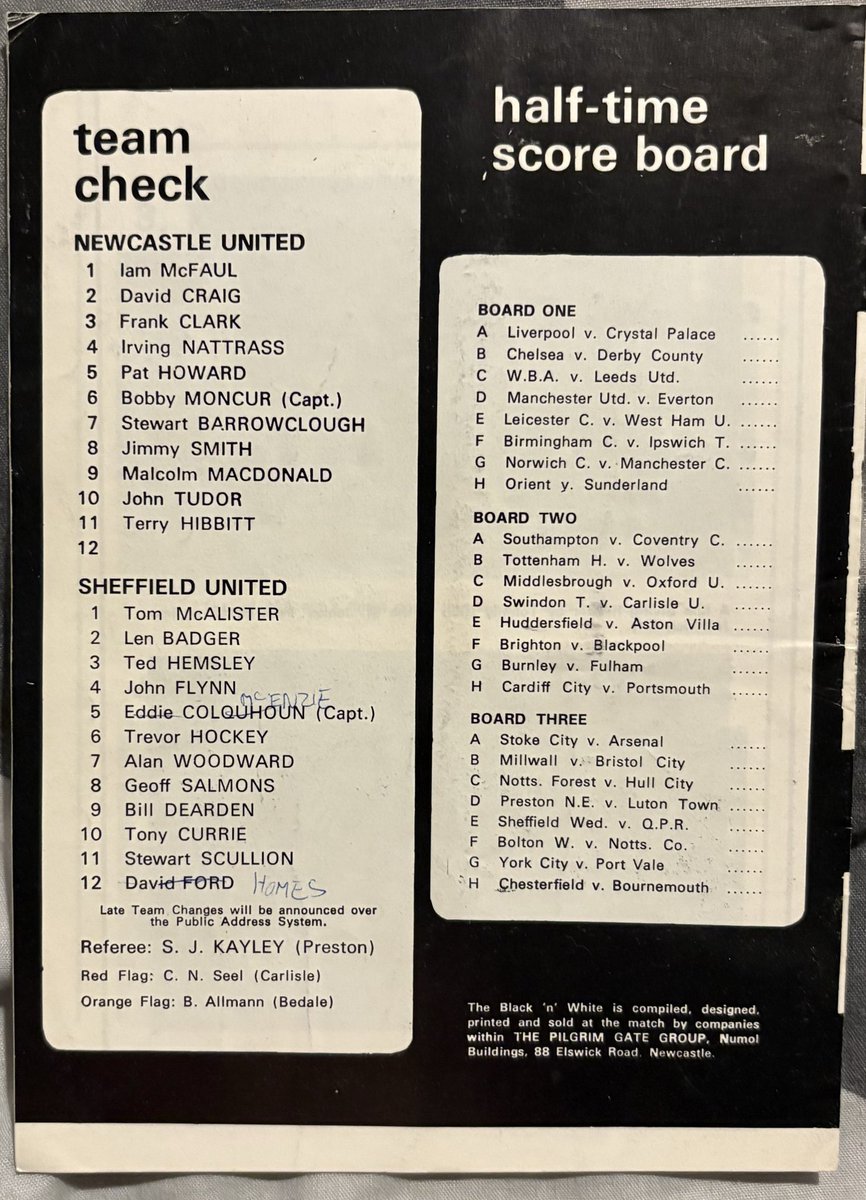 team
check
NEWCASTLE UNITED
1 Iam McFAUL
2 David CRAIG
3 Frank CLARK
4 Irving NATTRASS
5 Pat HOWARD
6 Bobby MONCUR (Capt.)
7 Stewart BARROWCLOUGH
8 Jimmy SMITH
9 Malcolm MACDONALD
10 John TUDOR
11 Terry HIBBITT
12
SHEFFIELD UNITED
1 Tom McALISTER
2 Len BADGER
3 Ted HEMSLEY
4 John FLYNN
McENZIE
5 Eddie COLQUHOUN (Capt.)
6 Trevor HOCKEY
7 Alan WOODWARD
8 Geoff SALMONS
9 Bill DEARDEN
10 Tony CURRIE
11 Stewart SCULLION
12 David FORD HOMES
Late Team Changes will be announced over
the Public Address System.
Referee: S. J. KAYLEY (Preston)
Red Flag: C. N. Seel (Carlisle)
Orange Flag: B. Allmann (Bedale)
half-time
score board
BOARD ONE
A Liverpool v. Crystal Palace ......
B Chelsea v. Derby County ......
C W.B.A. v. Leeds Utd. ......
D Manchester Utd. v. Everton ......
E Leicester C. v. West Ham U. ......
F Birmingham C. v. Ipswich T. ......
G Norwich C. v. Manchester C. ......
H Orient y. Sunderland ......
BOARD TWO
A Southampton v. Coventry C. ......
B Tottenham H. v. Wolves ......
C Middlesbrough v. Oxford U. ......
D Swindon T. v. Carlisle U. ......
E Huddersfield v. Aston Villa ......
F Brighton v. Blackpool ......
G Burnley v. Fulham ......
H Cardiff City v. Portsmouth ......
BOARD THREE
A Stoke City v. Arsenal ......
B Millwall v. Bristol City ......
C Notts. Forest v. Hull City ......
D Preston N.E. v. Luton Town ......
E Sheffield Wed. v. Q.P.R. ......
F Bolton W. v. Notts. Co. ......
G York City v. Port Vale ......
H Chesterfield v. Bournemouth ......
The Black 'n' White is compiled, designed,
printed and sold at the match by companies
within THE PILGRIM GATE GROUP, Numol
Buildings, 88 Elswick Road, Newcastle.